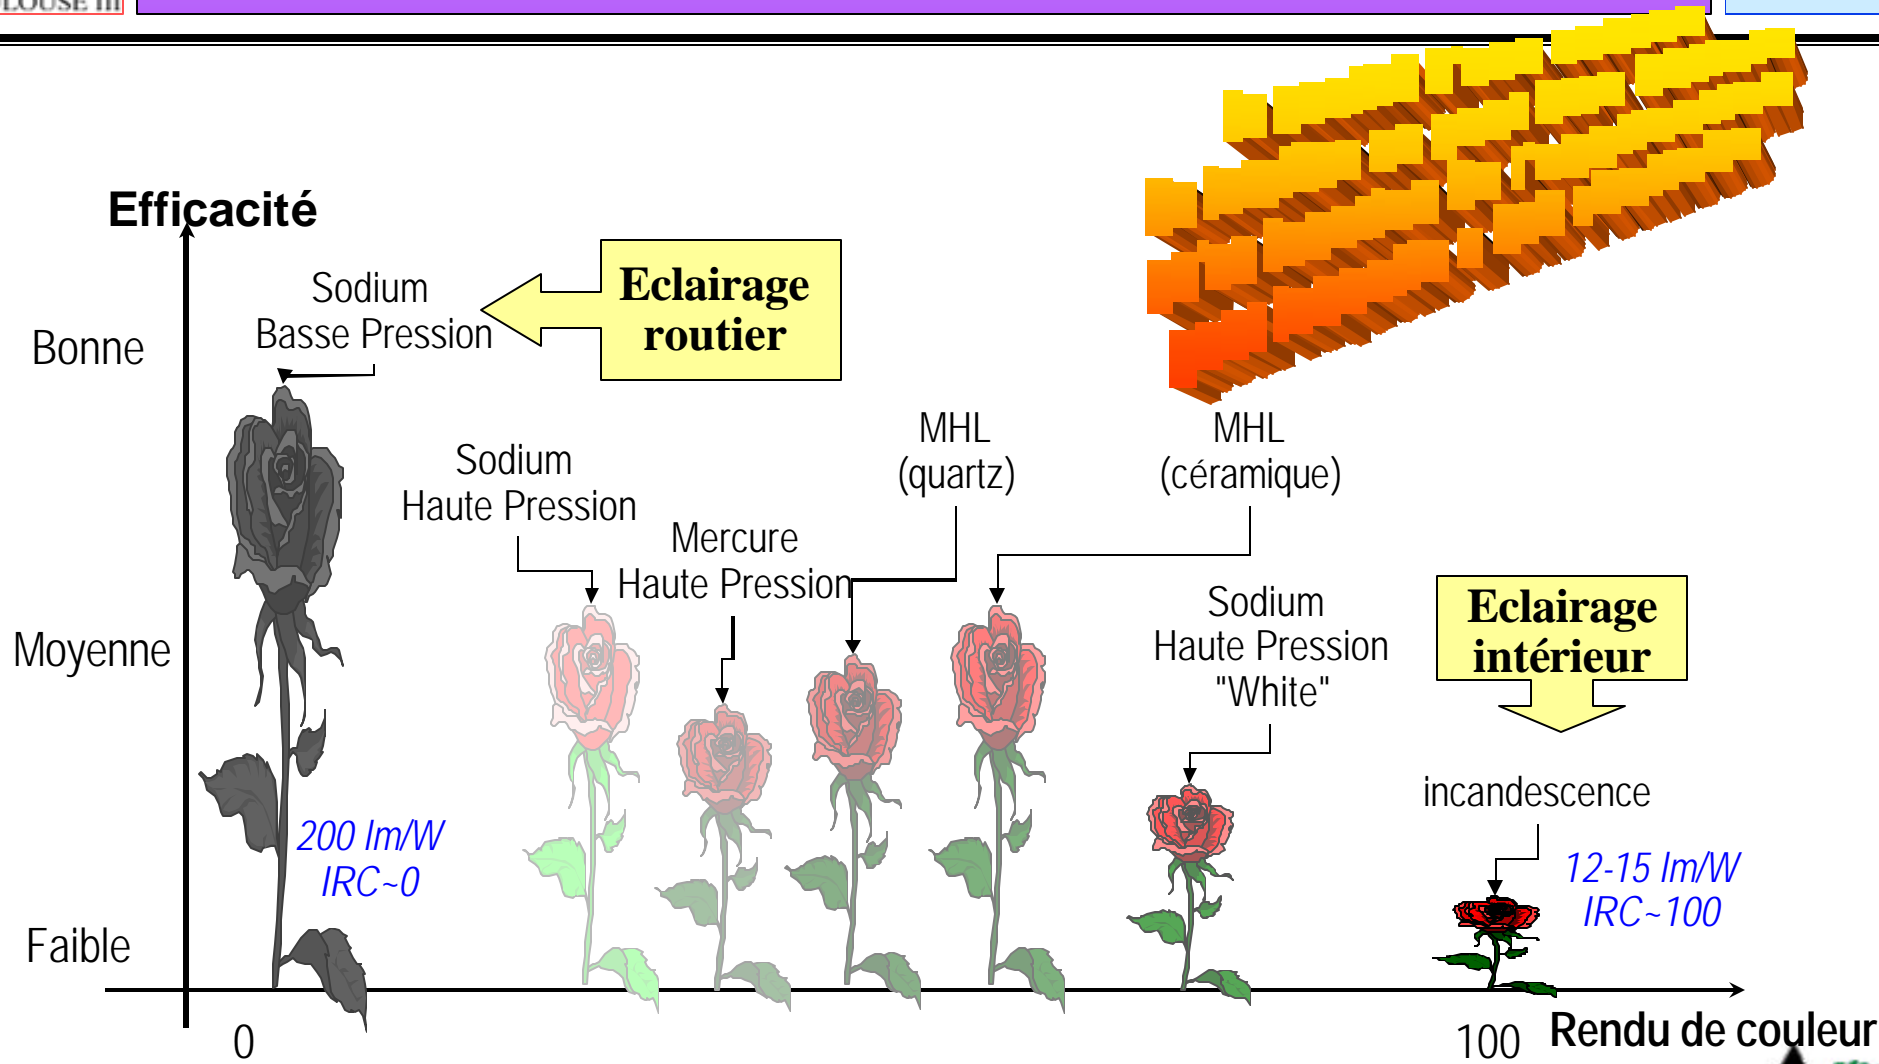 Efficacité
Sodium
Basse Pression
Eclairage
routier
Bonne
MHL
(quartz)
MHL
(céramique)
Sodium
Haute Pression
Mercure
Haute Pression
Sodium
Haute Pression
"White"
Eclairage
intérieur
Moyenne
incandescence
200 lm/W
IRC~0
12-15 lm/W
IRC~100
Faible
0
100
Rendu de couleur